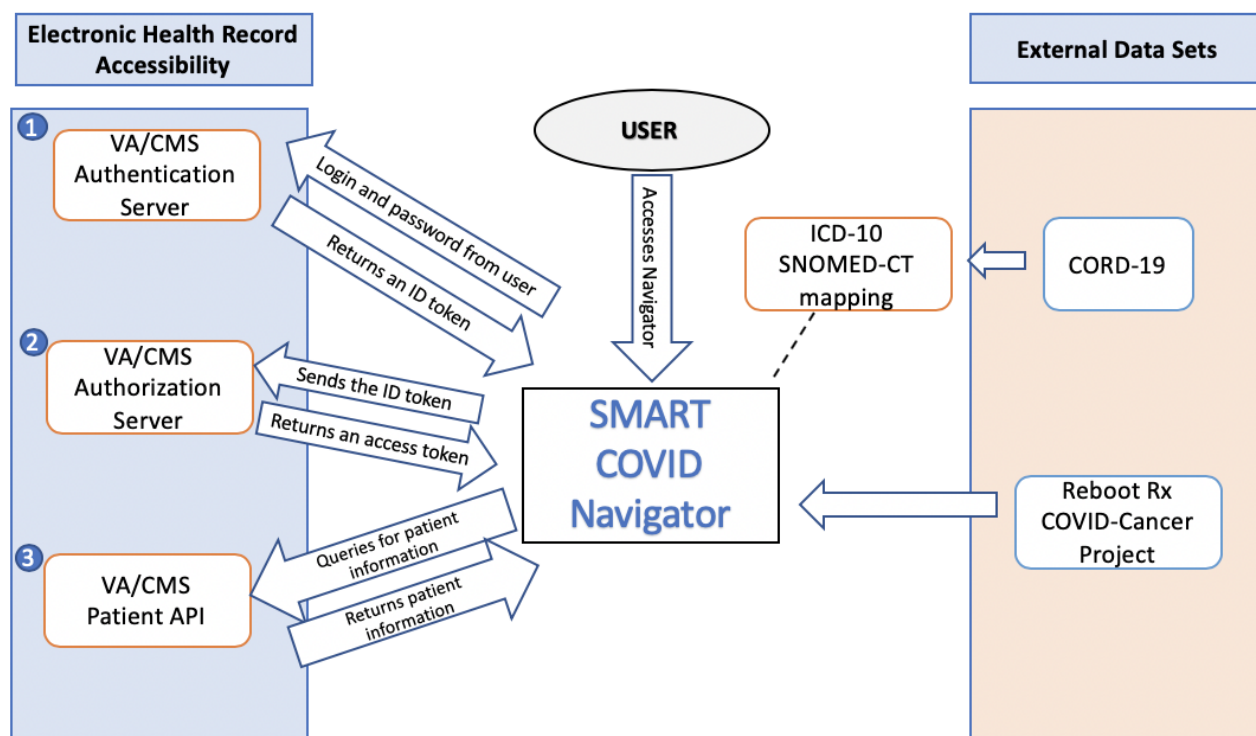 Electronic Health Record
Accessibility
1
VA/CMS
Authentication
Server
Login and password from user
Returns an ID token
2
VA/CMS
Authorization
Server
Sends the ID token
Returns an access token
3
VA/CMS
Patient API
Queries for patient
information
Returns patient
information
USER
Accesses Navigator
SMART
COVID
Navigator
ICD-10
SNOMED-CT
mapping
External Data Sets
CORD-19
Reboot Rx
COVID-Cancer
Project